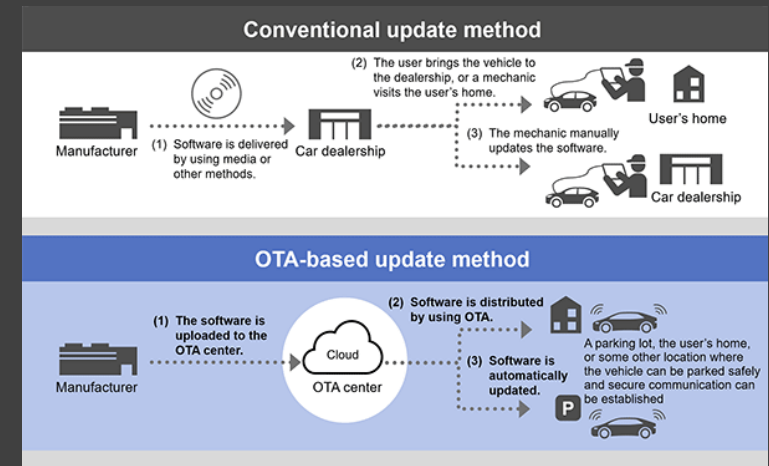 Conventional update method
(2) The user brings the vehicle to
the dealership, or a mechanic
visits the user's home.
Manufacturer
(1) Software is delivered
by using media or
other methods.
Car dealership
User's home
(3) The mechanic manually
updates the software.
Car dealership
OTA-based update method
(1) The software is
uploaded to the
OTA center.
Manufacturer
Cloud
OTA center
(2) Software is distributed
by using OTA.
(3) Software is
automatically
updated.
A parking lot, the user's home,
or some other location where
the vehicle can be parked safely
and secure communication can
be established
P